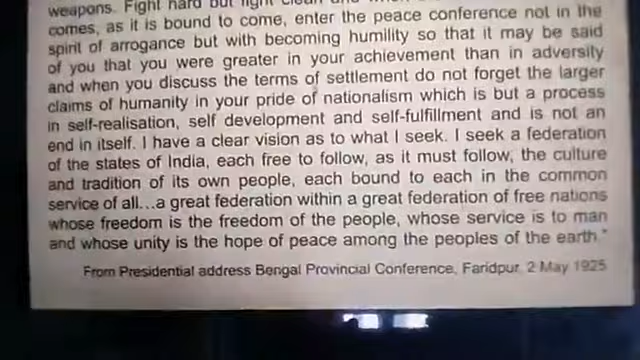 weapons. Fight hard but fight clean and when
comes, as it is bound to come, enter the peace conference not in the
spirit of arrogance but with becoming humility so that it may be said
of you that you were greater in your achievement than in adversity
and when you discuss the terms of settlement do not forget the larger
claims of humanity in your pride of nationalism which is but a process
in self-realisation, self development and self-fulfillment and is not an
end in itself. I have a clear vision as to what I seek. I seek a federation
of the states of India, each free to follow, as it must follow, the culture
and tradition of its own people, each bound to each in the common
service of all...a great federation within a great federation of free nations
whose freedom is the freedom of the people, whose service is to man
and whose unity is the hope of peace among the peoples of the earth."
From Presidential address Bengal Provincial Conference, Faridpur, 2 May 1925